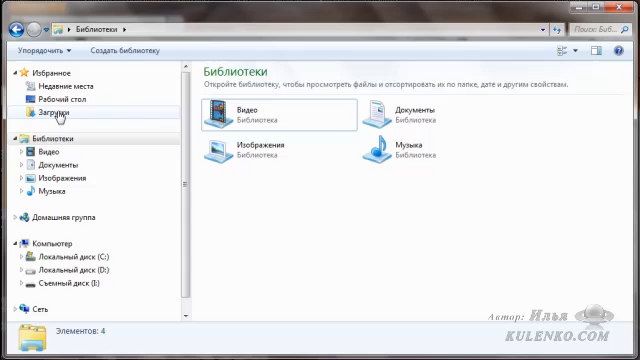 Библиотеки
Поиск: Биб...
Упорядочить
Создать библиотеку
Избранное
Недавние места
Рабочий стол
Загрузки
Библиотеки
Видео
Документы
Изображения
Музыка
Домашняя группа
Компьютер
Локальный диск (C:)
Локальный диск (D:)
Съемный диск (I:)
Сеть
Библиотеки
Откройте библиотеку, чтобы просмотреть файлы и отсортировать их по папке, дате и другим свойствам.
Видео
Библиотека
Документы
Библиотека
Изображения
Библиотека
Музыка
Библиотека
Элементов: 4
Автор: Илья
KULENKO.COM